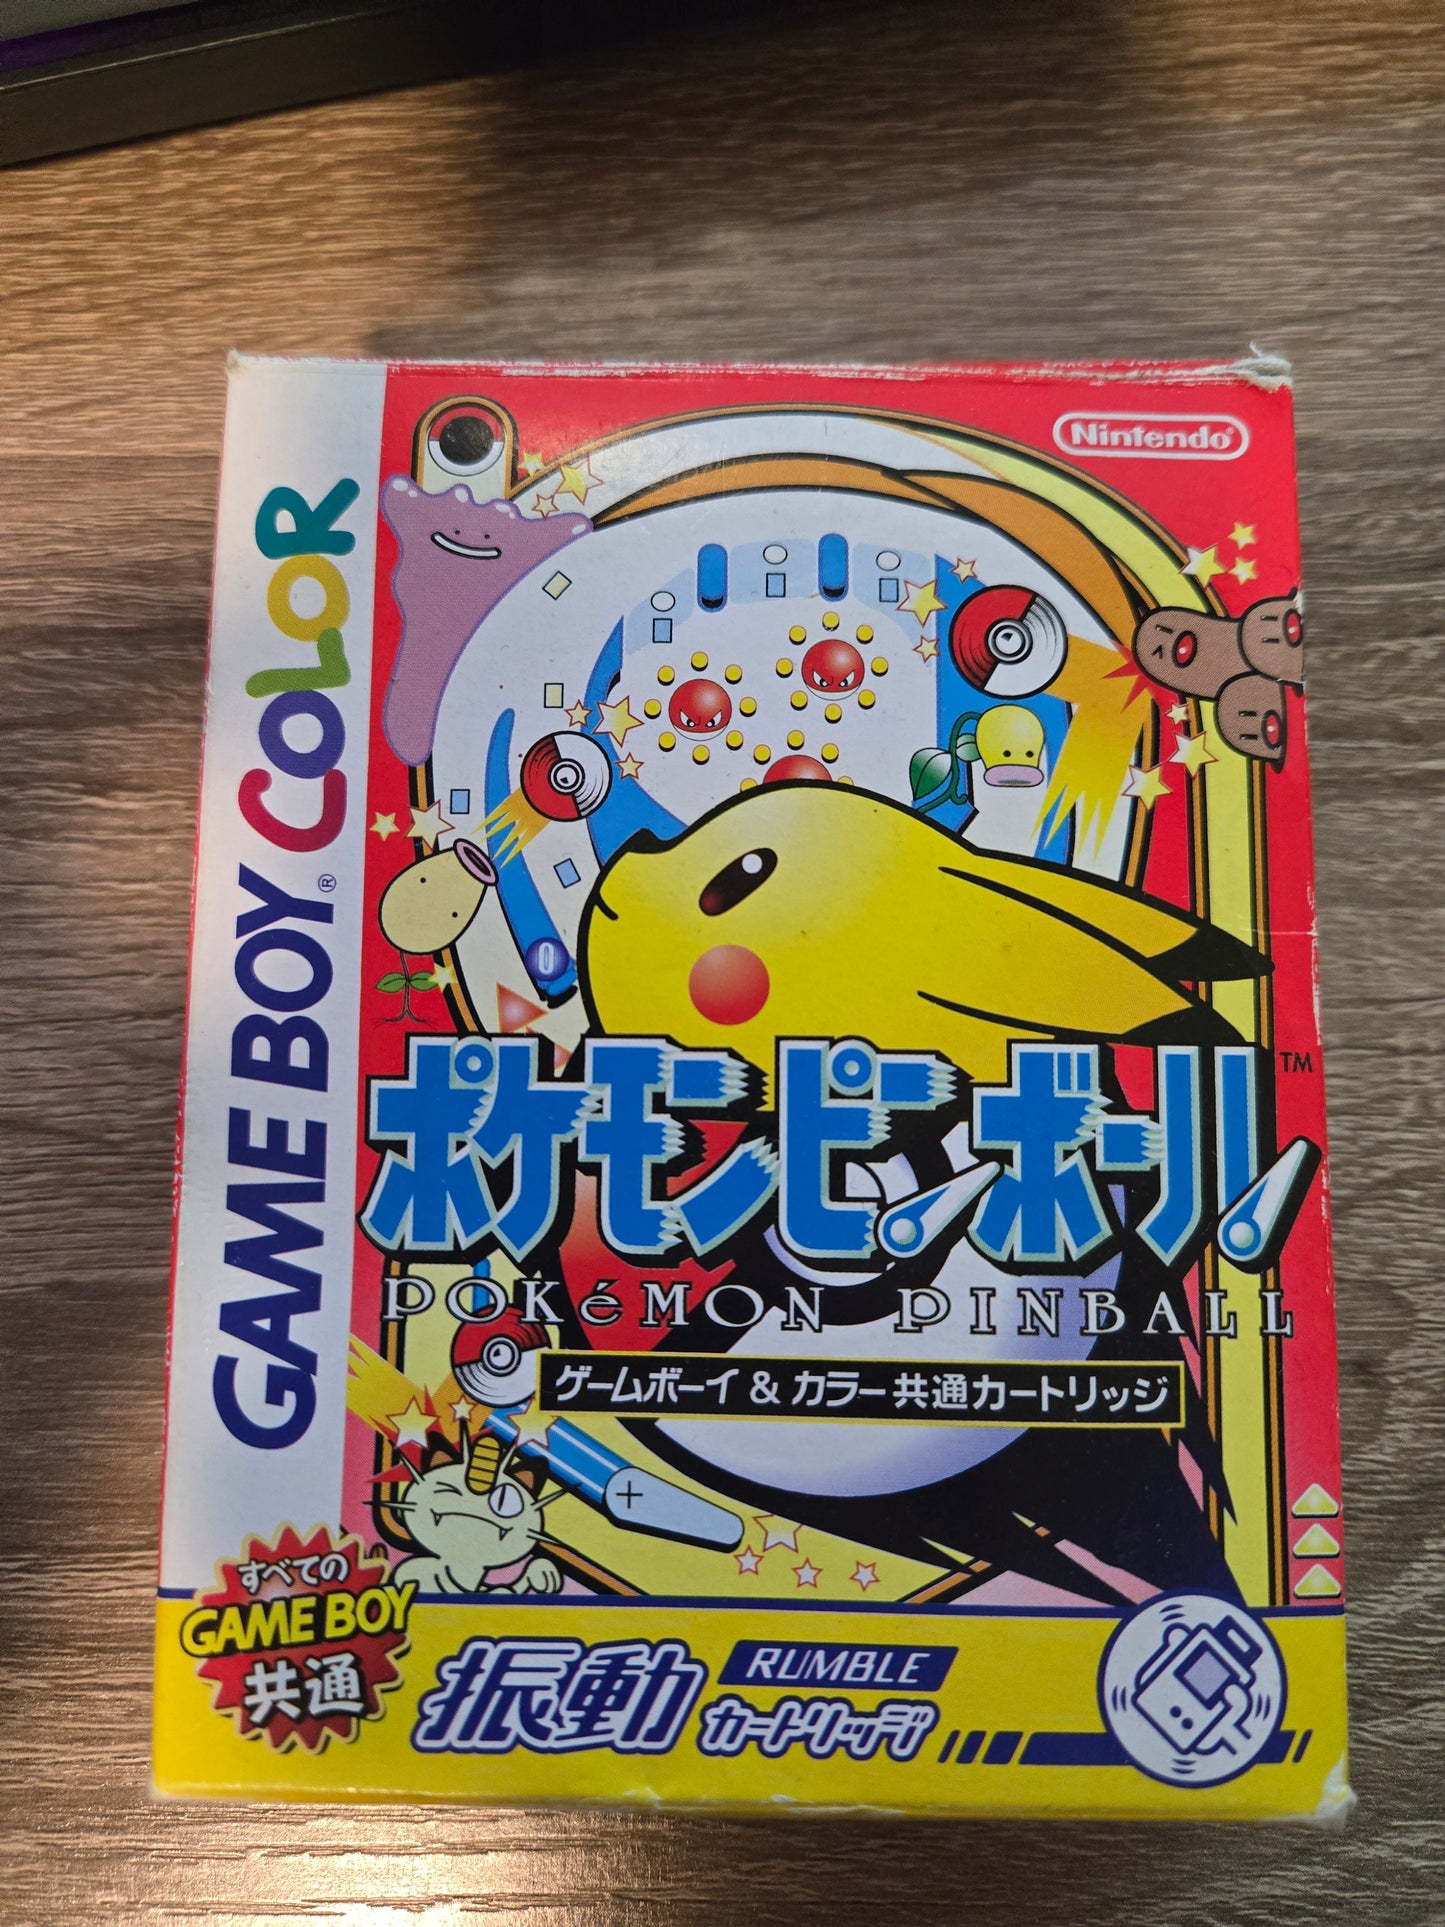 Nintendo®
GAME BOY COLOR®
0
ポケモンピンボール
TM
POKéMON PINBALL
ゲームボーイ & カラー 共通カートリッジ
すべての
GAME BOY
共通
振動
RUMBLE
カートリッジ